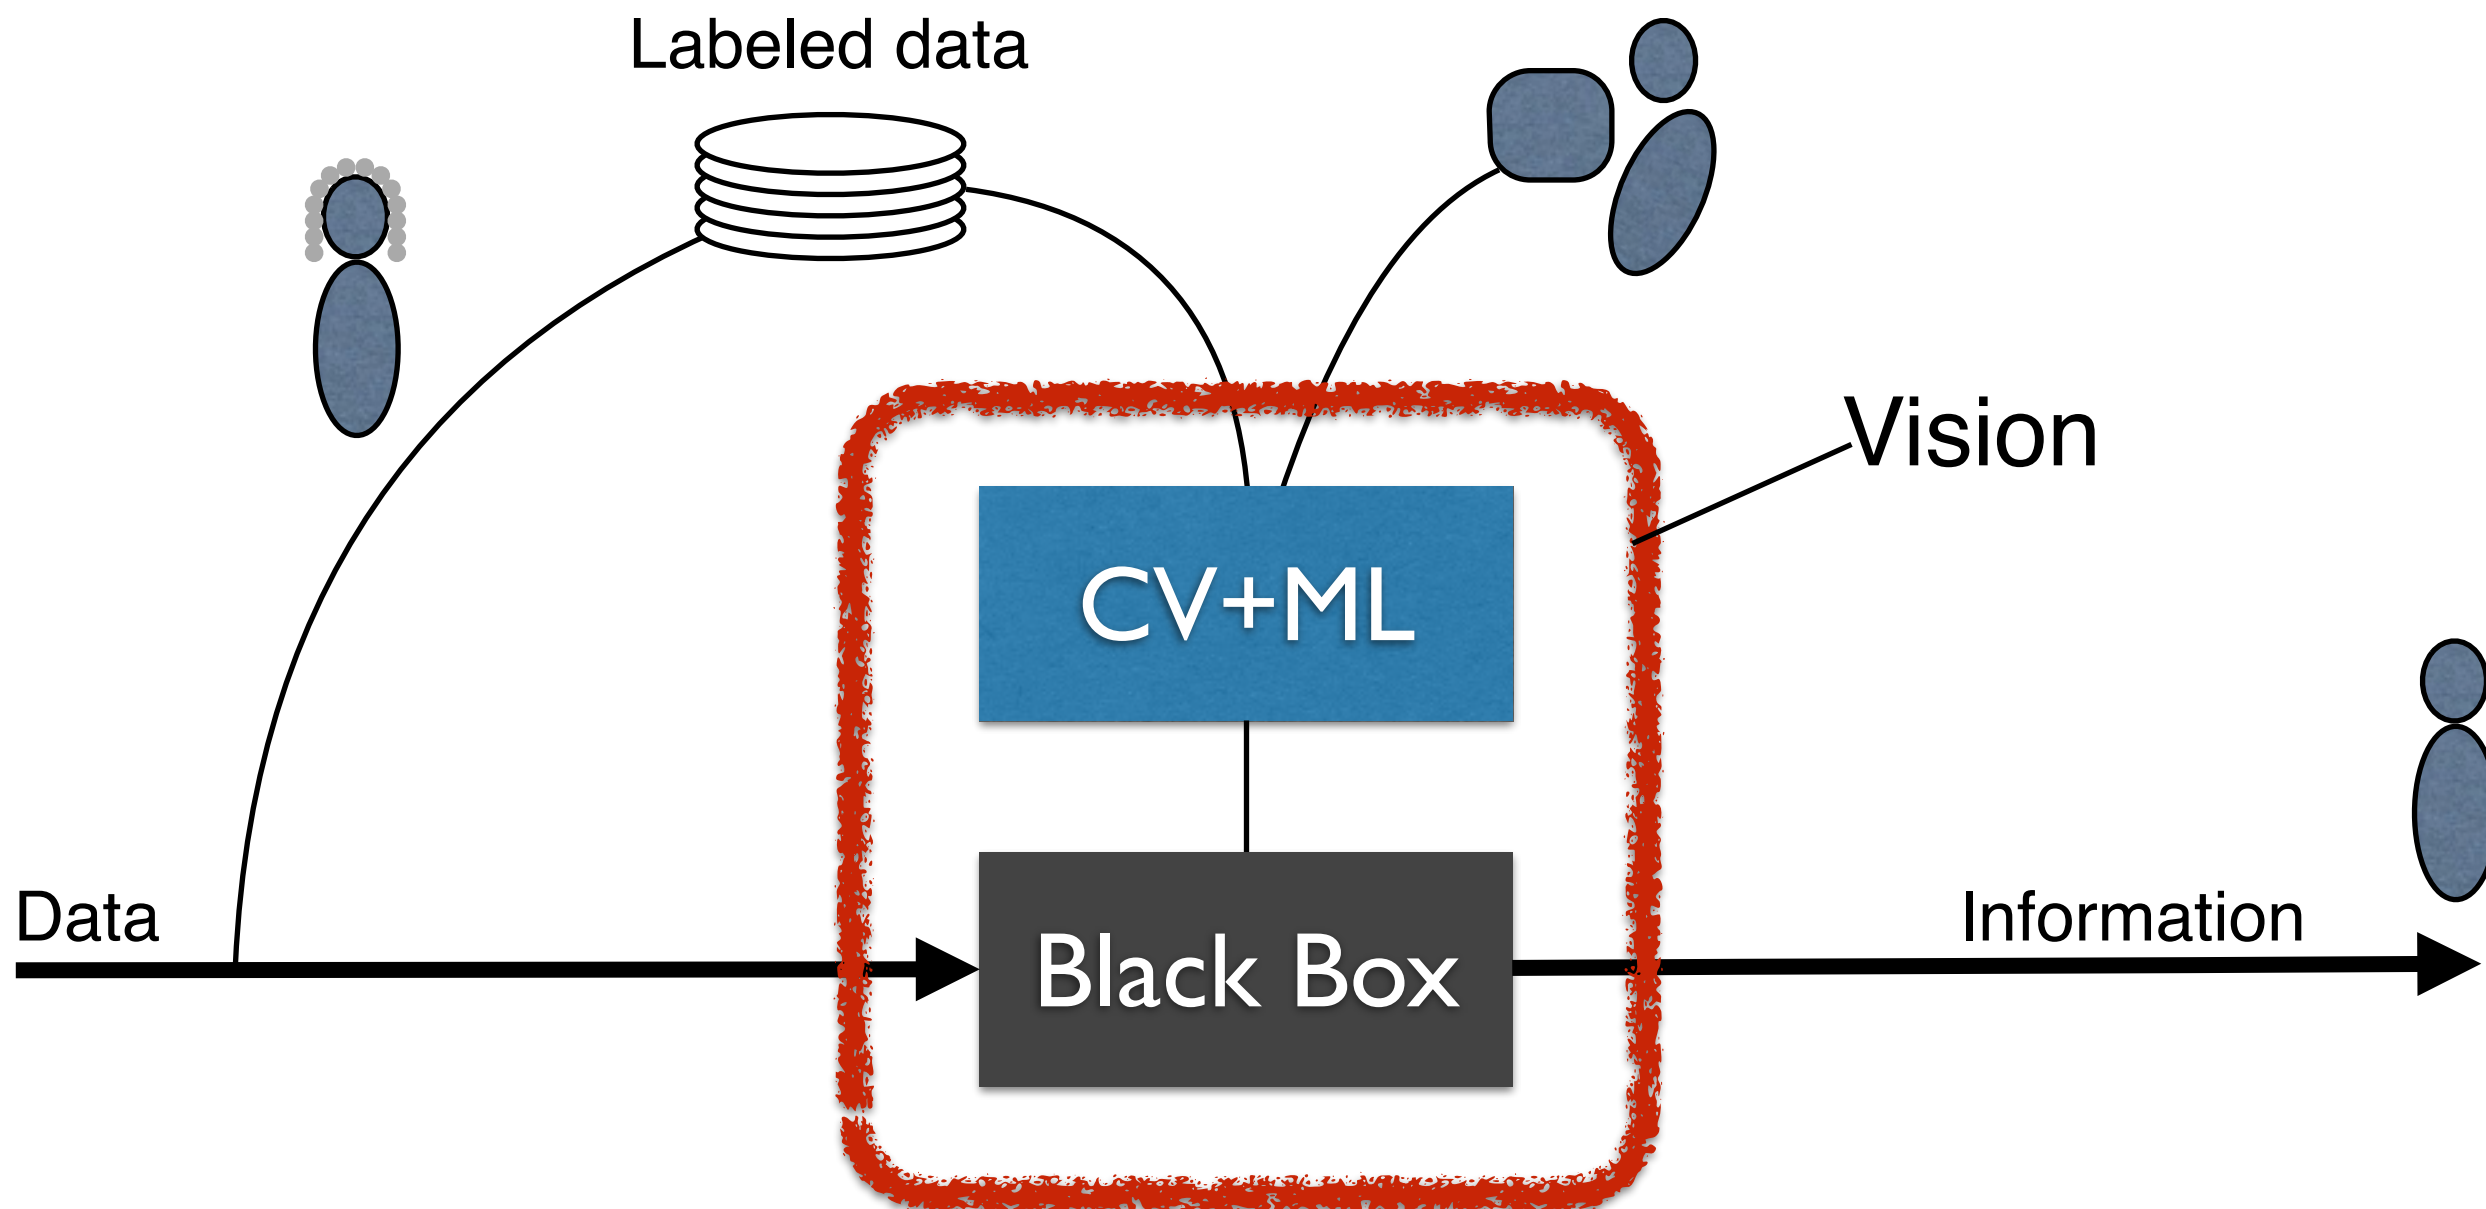 Labeled data
Vision
CV+ML
Data
Black Box
Information